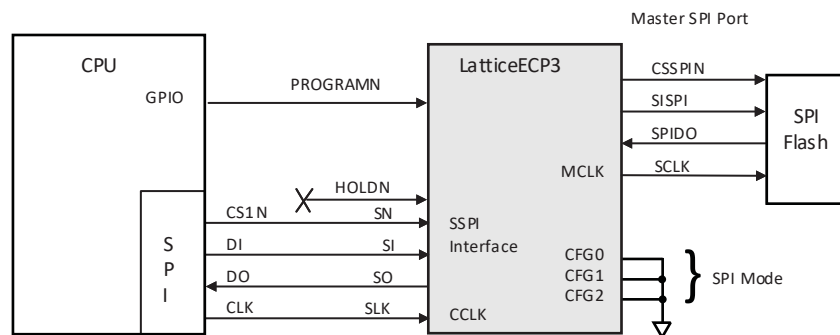 Master SPI Port
CPU
LatticeECP3
GPIO
PROGRAMN
CSSPIN
SISPI
SPIDO
SCLK
MCLK
SPI
Flash
HOLDN
CS1N
SN
DI
SI
DO
SO
CLK
SLK
SPI
SSPI
Interface
CCLK
CFG0
CFG1
CFG2
SPI Mode